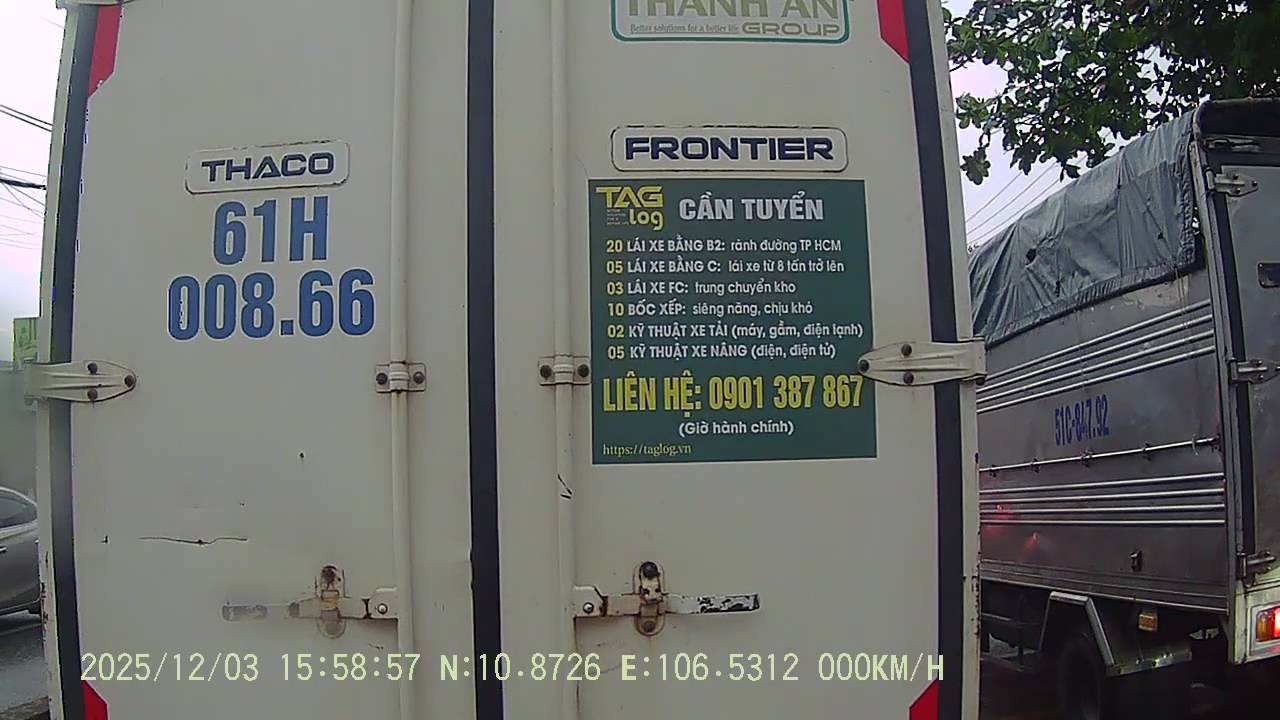 THÀNH AN
Better solutions for a better life GROUP
THACO
FRONTIER
61H
008.66
TAG
log
CẦN TUYỂN
20 LÁI XE BẰNG B2: rành đường TP HCM
05 LÁI XE BẰNG C: lái xe từ 8 tấn trở lên
03 LÁI XE FC: trung chuyển kho
10 BỐC XẾP: siêng năng, chịu khó
02 KỸ THUẬT XE TẢI (máy, gầm, điện lạnh)
05 KỸ THUẬT XE NÂNG (điện, điện tử)
LIÊN HỆ: 0901 387 867
(Giờ hành chính)
https://taglog.vn
51C-847.92
2025/12/03 15:58:57 N:10.8726 E:106.5312 000KM/H